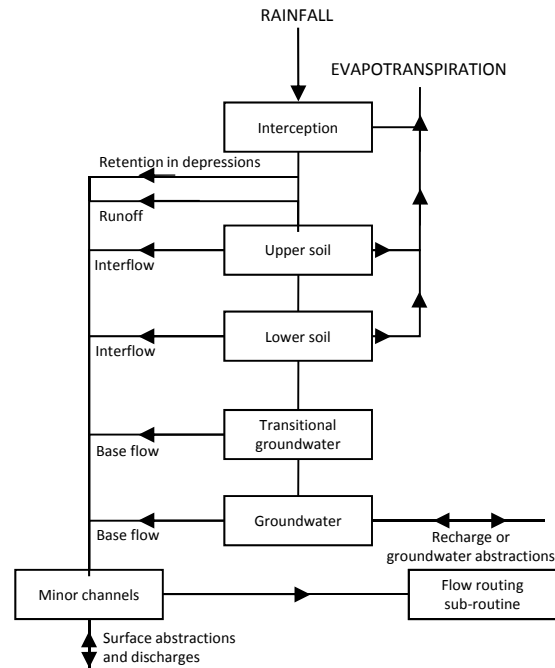 RAINFALL
EVAPOTRANSPIRATION
Interception
Retention in depressions
Runoff
Upper soil
Interflow
Lower soil
Interflow
Transitional
groundwater
Base flow
Groundwater
Base flow
Recharge or
groundwater abstractions
Minor channels
Flow routing
sub-routine
Surface abstractions
and discharges